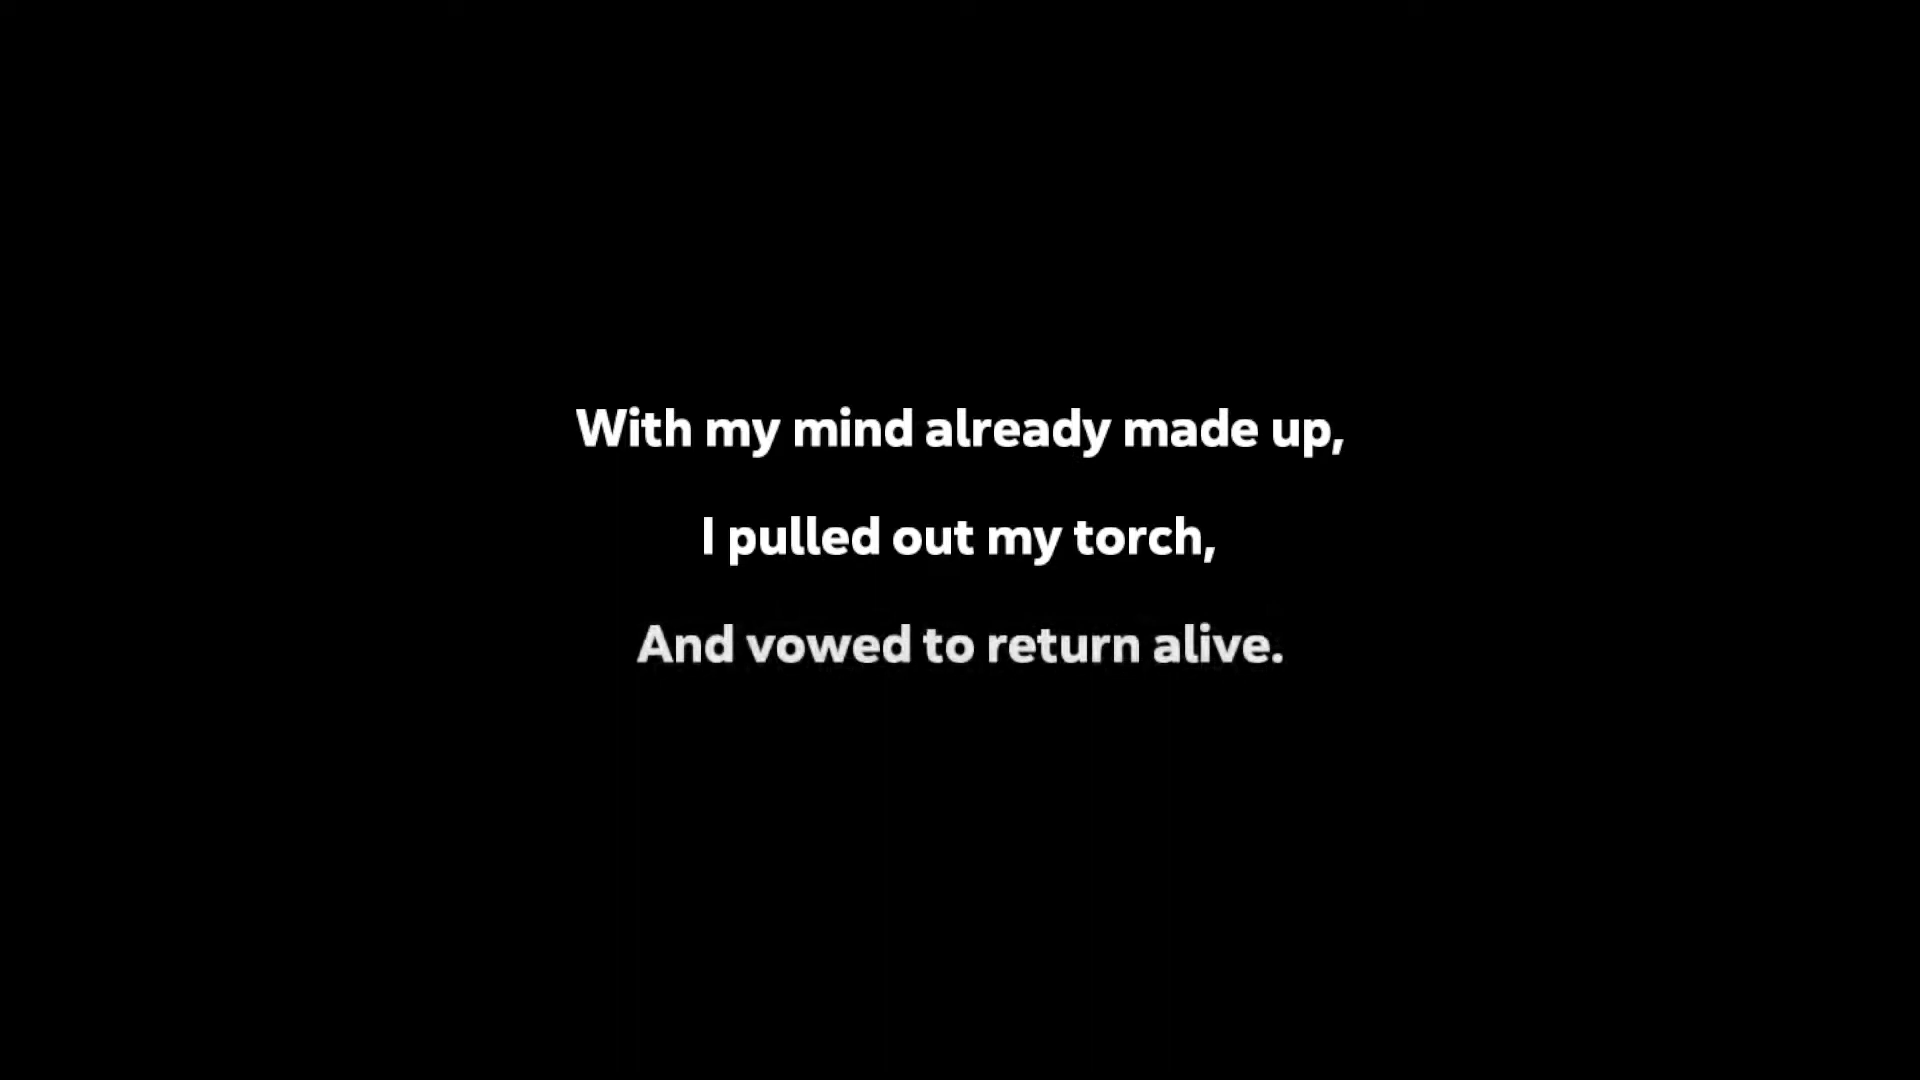 With my mind already made up,
I pulled out my torch,
And vowed to return alive.